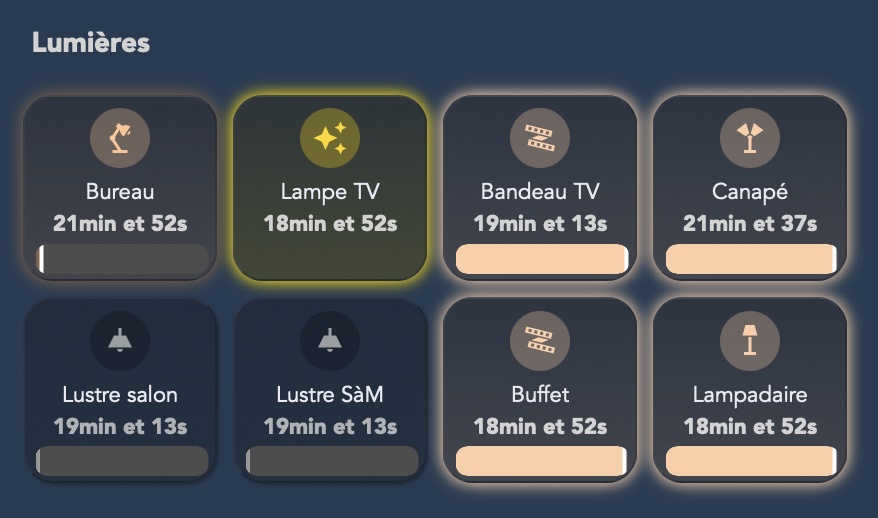 Lumières
Bureau
21min et 52s
Lampe TV
18min et 52s
Bandeau TV
19min et 13s
Canapé
21min et 37s
Lustre salon
19min et 13s
Lustre SàM
19min et 13s
Buffet
18min et 52s
Lampadaire
18min et 52s